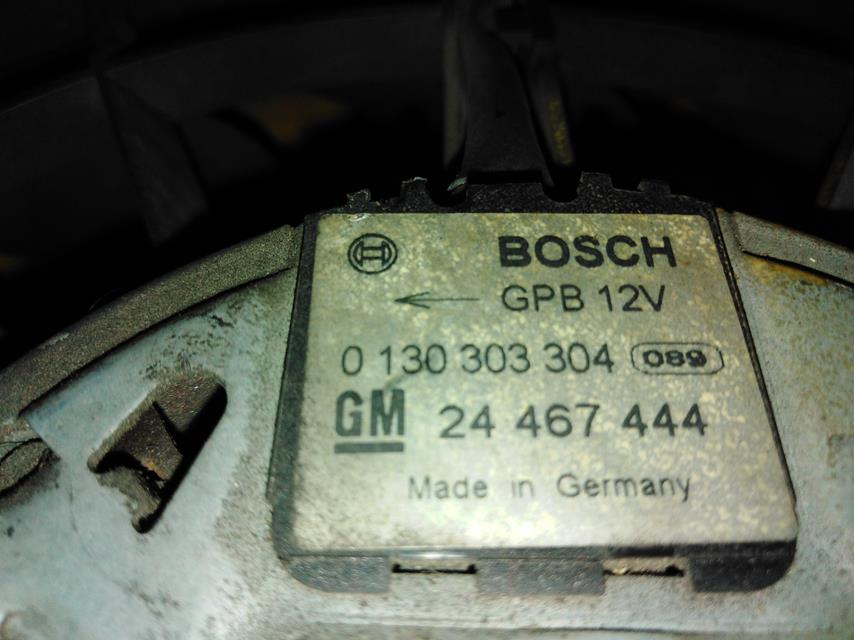 BOSCH
GPB 12V
0 130 303 304 089
GM 24 467 444
Made in Germany